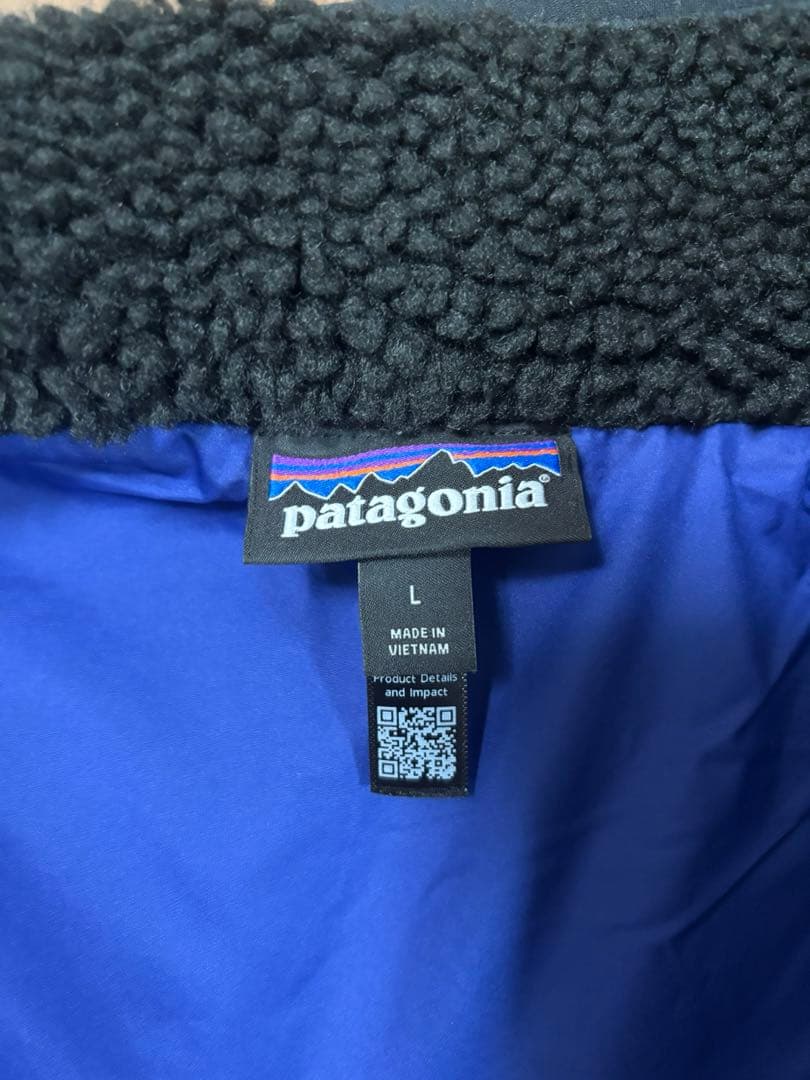 patagonia®
L
MADE IN
VIETNAM
Product Details
and Impact